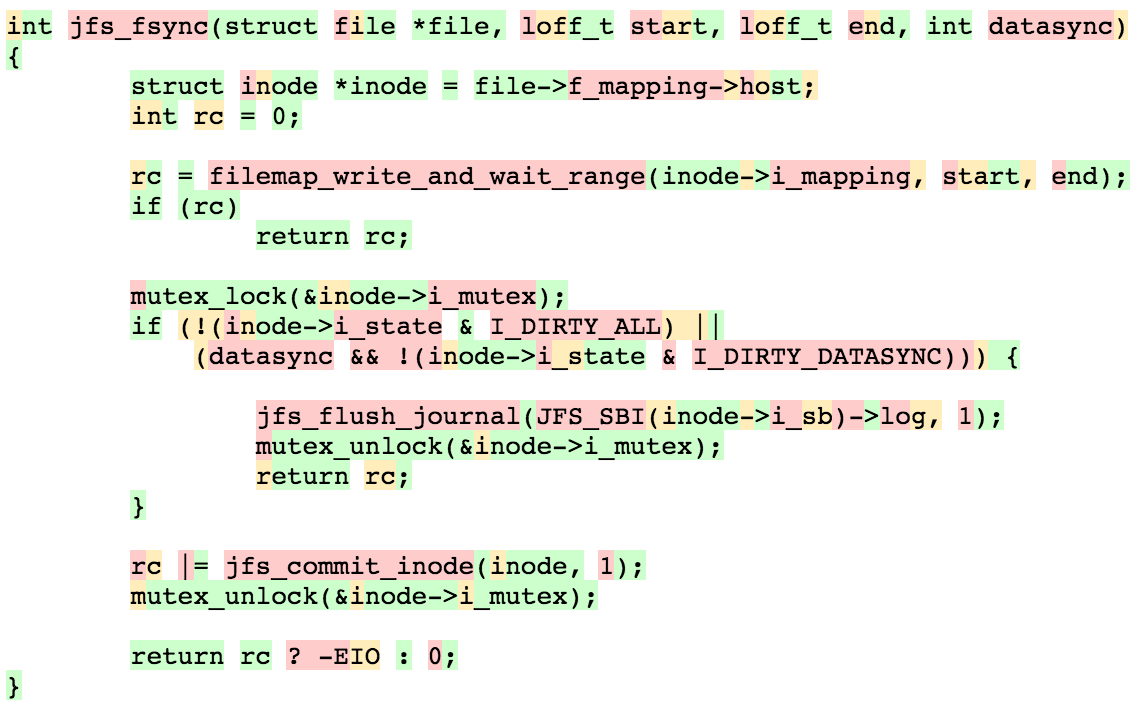 int jfs_fsync(struct file *file, loff_t start, loff_t end, int datasync)
{
struct inode *inode = file->f_mapping->host;
int rc = 0;
rc = filemap_write_and_wait_range(inode->i_mapping, start, end);
if (rc)
return rc;
mutex_lock(&inode->i_mutex);
if (!(inode->i_state & I_DIRTY_ALL) ||
(datasync && !(inode->i_state & I_DIRTY_DATASYNC))) {
jfs_flush_journal(JFS_SBI(inode->i_sb)->log, 1);
mutex_unlock(&inode->i_mutex);
return rc;
}
rc |= jfs_commit_inode(inode, 1);
mutex_unlock(&inode->i_mutex);
return rc ? -EIO : 0;
}